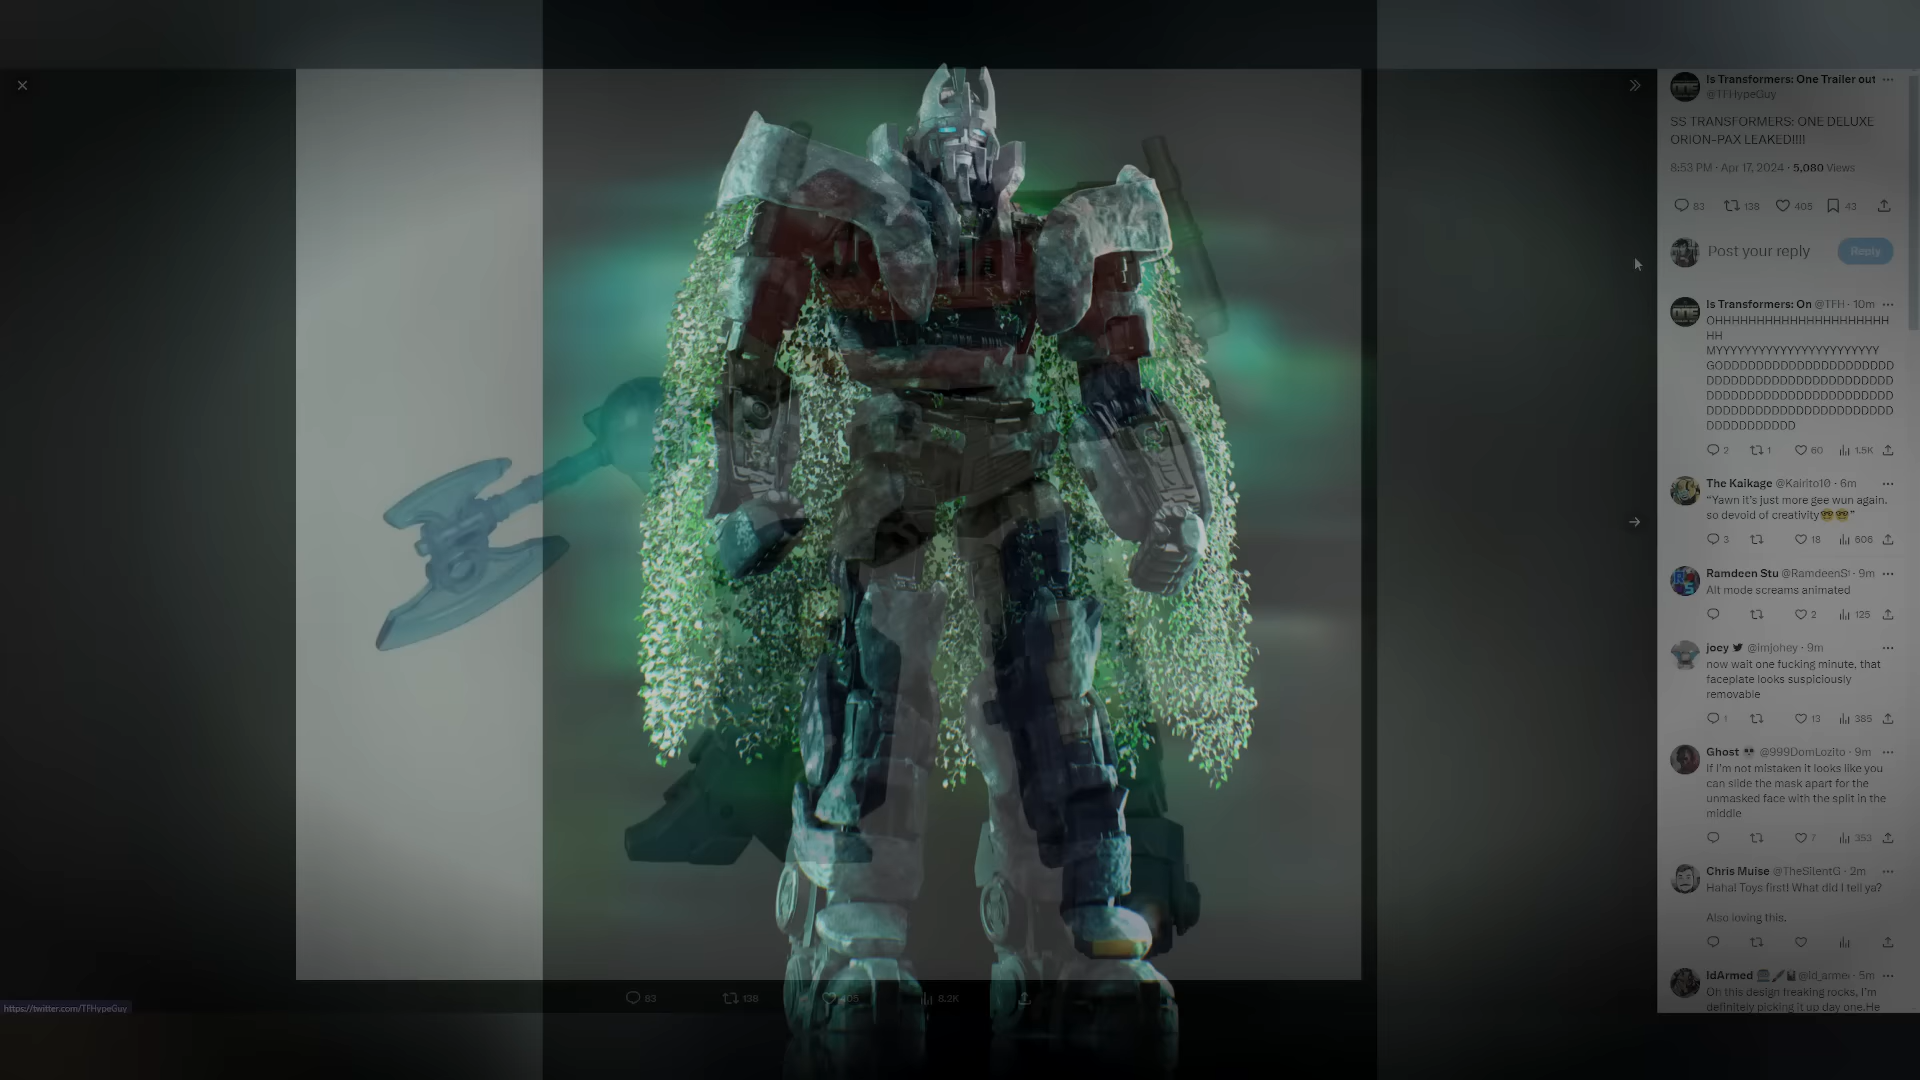 Is Transformers: One Trailer out
@TFHypeGuy
SS TRANSFORMERS: ONE DELUXE
ORION-PAX LEAKED!!!!
8:53 PM · Apr 17, 2024 · 5,080 Views
83 138 405 43
Post your reply
Reply
Is Transformers: On @TFH · 10m
OHHHHHHHHHHHHHHHHHHHHH
HH
MYYYYYYYYYYYYYYYYYYYYYY
GODDDDDDDDDDDDDDDDDDDDD
DDDDDDDDDDDDDDDDDDDDDDD
DDDDDDDDDDDDDDDDDDDDDDD
DDDDDDDDDDDDDDDDDDDDDDD
DDDDDDDDDDD
2 1 60 1.5K
The Kaikage @Kairito10 · 6m
"Yawn it's just more gee wun again.
so devoid of creativity🤓🤓"
3 18 606
Ramdeen Stu @RamdeenS · 9m
Alt mode screams animated
2 125
joey @imjohey · 9m
now wait one fucking minute, that
faceplate looks suspiciously
removable
1 13 385
Ghost 💀 @999DomLozito · 9m
If I'm not mistaken it looks like you
can slide the mask apart for the
unmasked face with the split in the
middle
7 353
Chris Muise @TheSilentG · 2m
Haha! Toys first! What did I tell ya?
Also loving this.
IdArmed @Id_arme · 5m
Oh this design freaking rocks, I'm
definitely picking it up day one.He
83 138 405 8.2K
https://twitter.com/TFHypeGuy